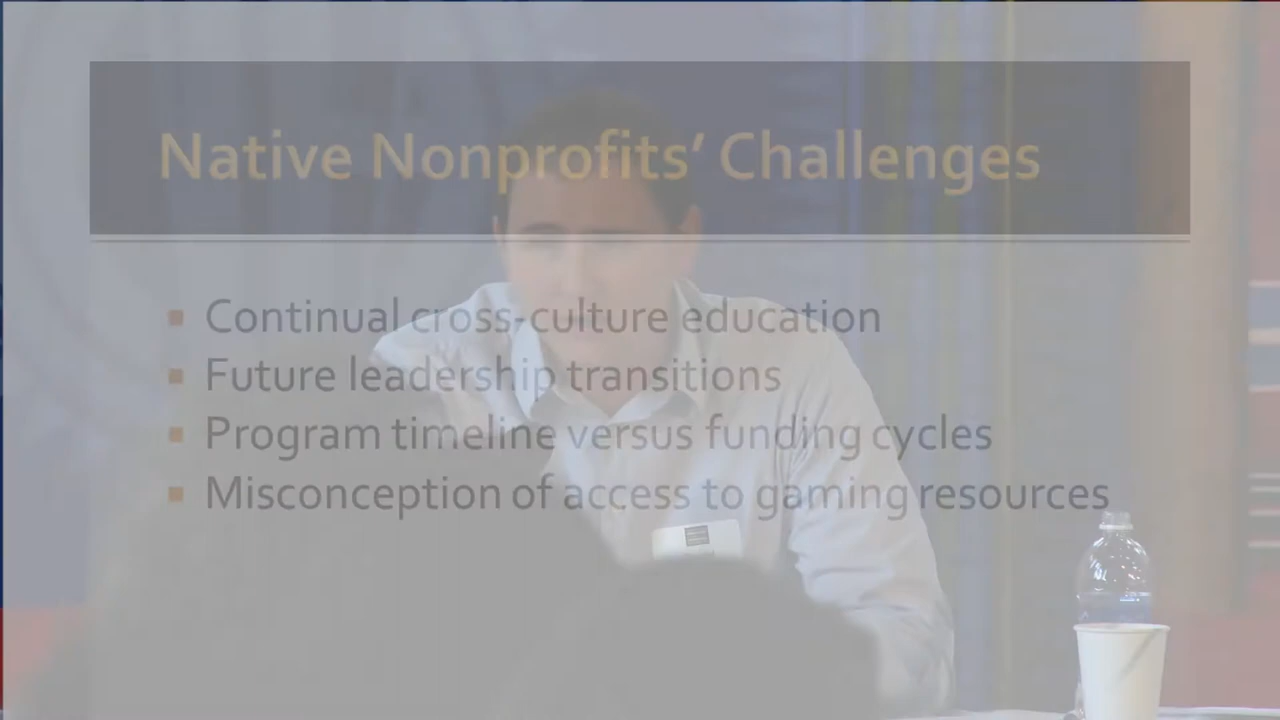 Native Nonprofits’ Challenges
Continual cross-culture education
Future leadership transitions
Program timeline versus funding cycles
Misconception of access to gaming resources